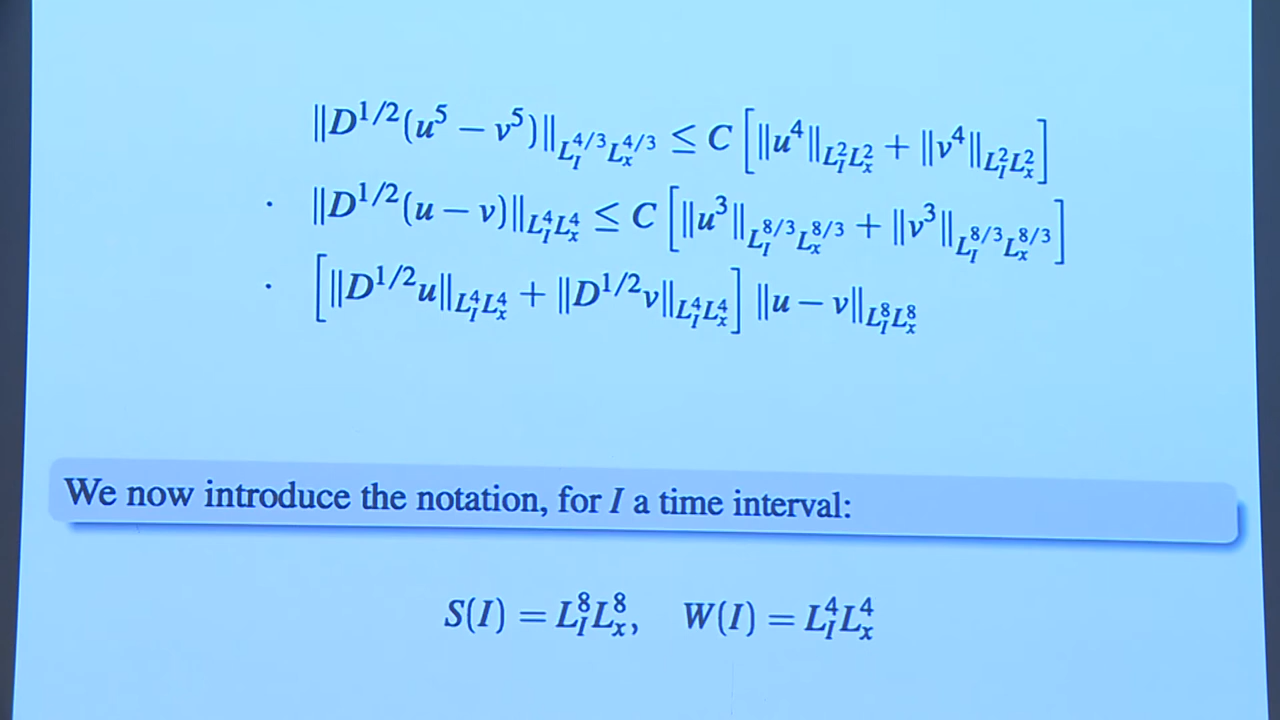 ‖D^{1/2}(u^5 − v^5)‖_{L_I^{4/3}L_x^{4/3}} ≤ C [‖u^4‖_{L_I^2L_x^2} + ‖v^4‖_{L_I^2L_x^2}]
· ‖D^{1/2}(u − v)‖_{L_I^4L_x^4} ≤ C [‖u^3‖_{L_I^{8/3}L_x^{8/3}} + ‖v^3‖_{L_I^{8/3}L_x^{8/3}}]
· [‖D^{1/2}u‖_{L_I^4L_x^4} + ‖D^{1/2}v‖_{L_I^4L_x^4}] ‖u − v‖_{L_I^8L_x^8}
We now introduce the notation, for I a time interval:
S(I) = L_I^8L_x^8, W(I) = L_I^4L_x^4